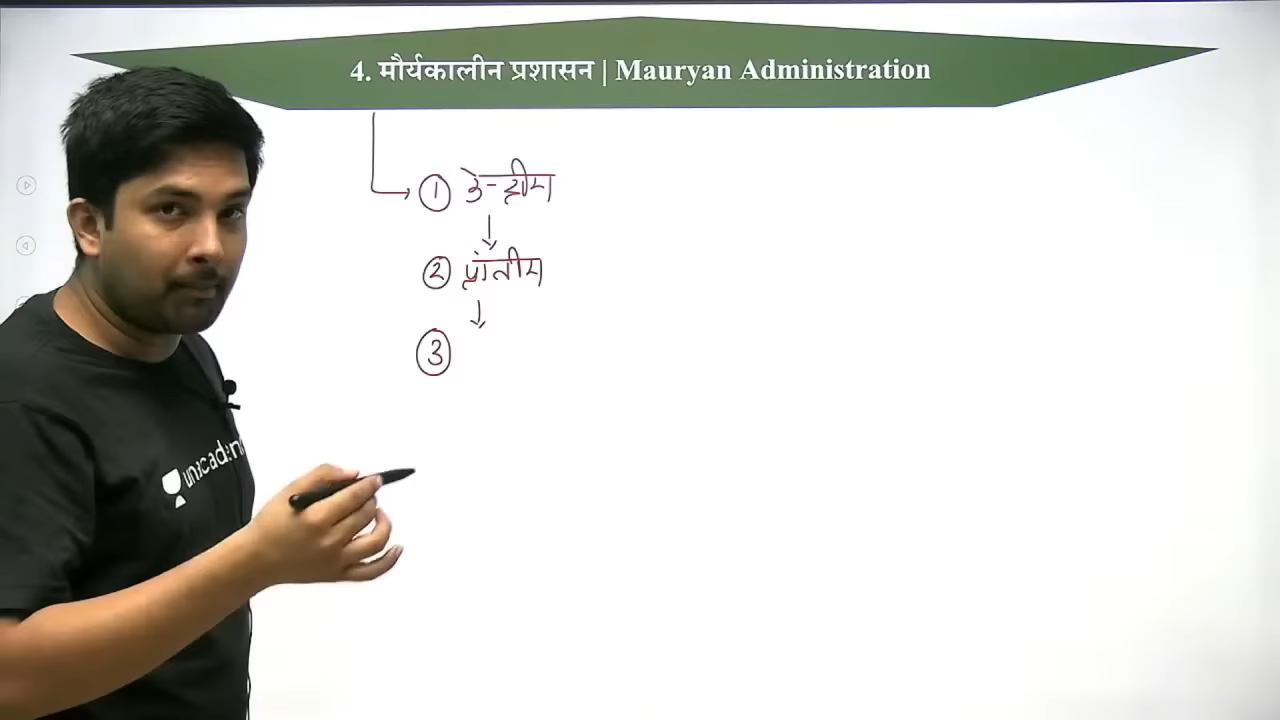 4. मौर्यकालीन प्रशासन | Mauryan Administration
① केन्द्रीय
② प्रांतीय
③
unacademy